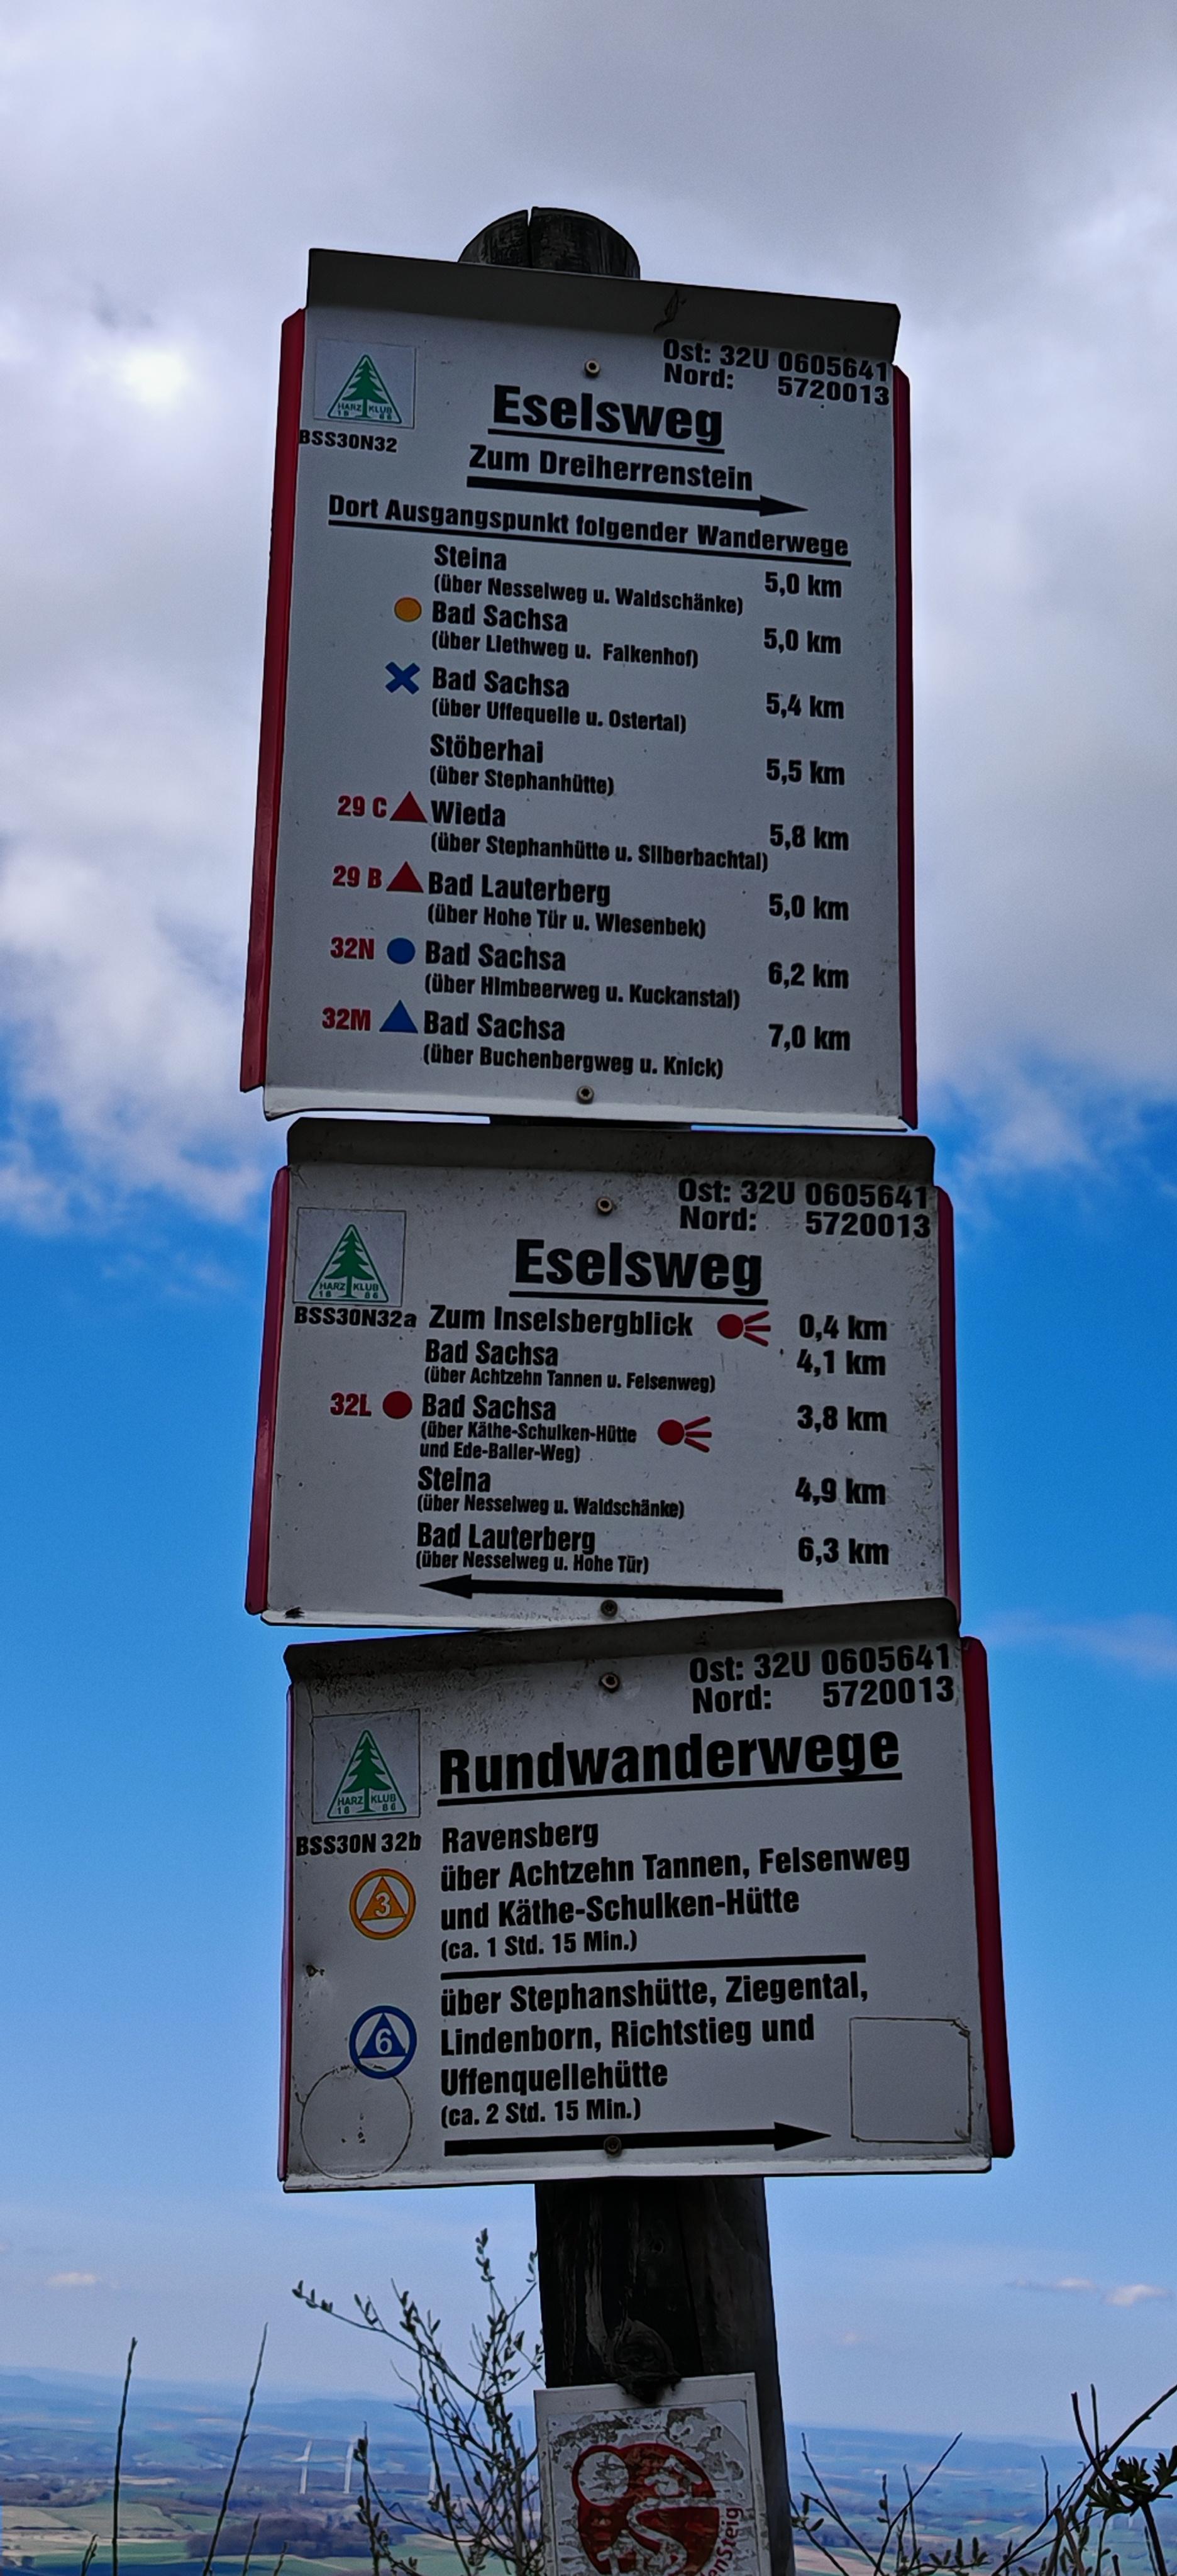 Ost: 32U 0605641
Nord: 5720013
HARZ KLUB
1886
BSS30N32
Eselsweg
Zum Dreiherrenstein
Dort Ausgangspunkt folgender Wanderwege
Steina 5,0 km
(über Nesselweg u. Waldschänke)
Bad Sachsa 5,0 km
(über Liethweg u. Falkenhof)
Bad Sachsa 5,4 km
(über Uffequelle u. Ostertal)
Stöberhai 5,5 km
(über Stephanhütte)
29 C Wieda 5,8 km
(über Stephanhütte u. Silberbachtal)
29 B Bad Lauterberg 5,0 km
(über Hohe Tür u. Wiesenbek)
32N Bad Sachsa 6,2 km
(über Himbeerweg u. Kuckanstal)
32M Bad Sachsa 7,0 km
(über Buchenbergweg u. Knick)
Ost: 32U 0605641
Nord: 5720013
HARZ KLUB
1886
Eselsweg
BSS30N32a Zum Inselsbergblick 0,4 km
Bad Sachsa 4,1 km
(über Achtzehn Tannen u. Felsenweg)
32L Bad Sachsa 3,8 km
(über Käthe-Schulken-Hütte
und Ede-Baller-Weg)
Steina 4,9 km
(über Nesselweg u. Waldschänke)
Bad Lauterberg 6,3 km
(über Nesselweg u. Hohe Tür)
Ost: 32U 0605641
Nord: 5720013
HARZ KLUB
1886
Rundwanderwege
BSS30N 32b Ravensberg
über Achtzehn Tannen, Felsenweg
3 und Käthe-Schulken-Hütte
(ca. 1 Std. 15 Min.)
über Stephanshütte, Ziegental,
6 Lindenborn, Richtstieg und
Uffenquellehütte
(ca. 2 Std. 15 Min.)